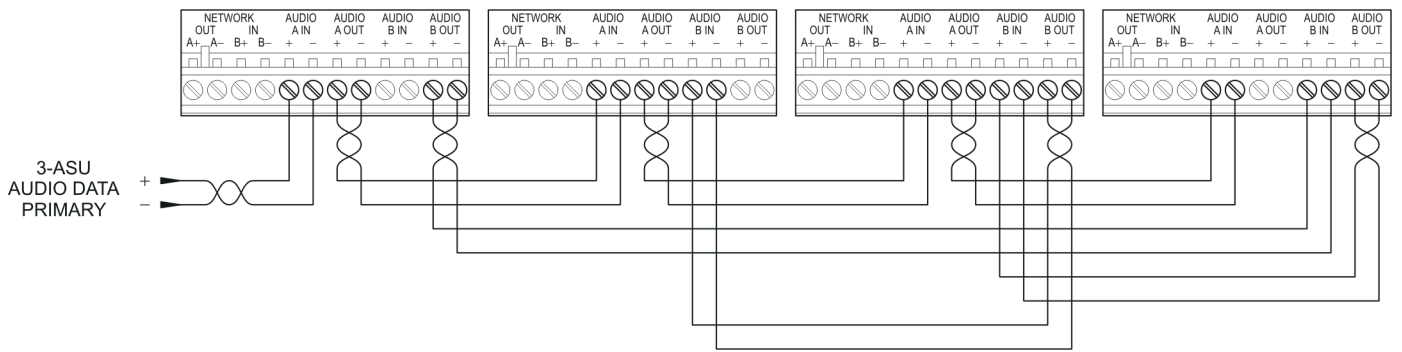 NETWORK AUDIO AUDIO AUDIO AUDIO
OUT IN A IN A OUT B IN B OUT
A+ A− B+ B− + − + − + − + −
NETWORK AUDIO AUDIO AUDIO AUDIO
OUT IN A IN A OUT B IN B OUT
A+ A− B+ B− + − + − + − + −
NETWORK AUDIO AUDIO AUDIO AUDIO
OUT IN A IN A OUT B IN B OUT
A+ A− B+ B− + − + − + − + −
NETWORK AUDIO AUDIO AUDIO AUDIO
OUT IN A IN A OUT B IN B OUT
A+ A− B+ B− + − + − + − + −
3-ASU
AUDIO DATA
PRIMARY
+
−